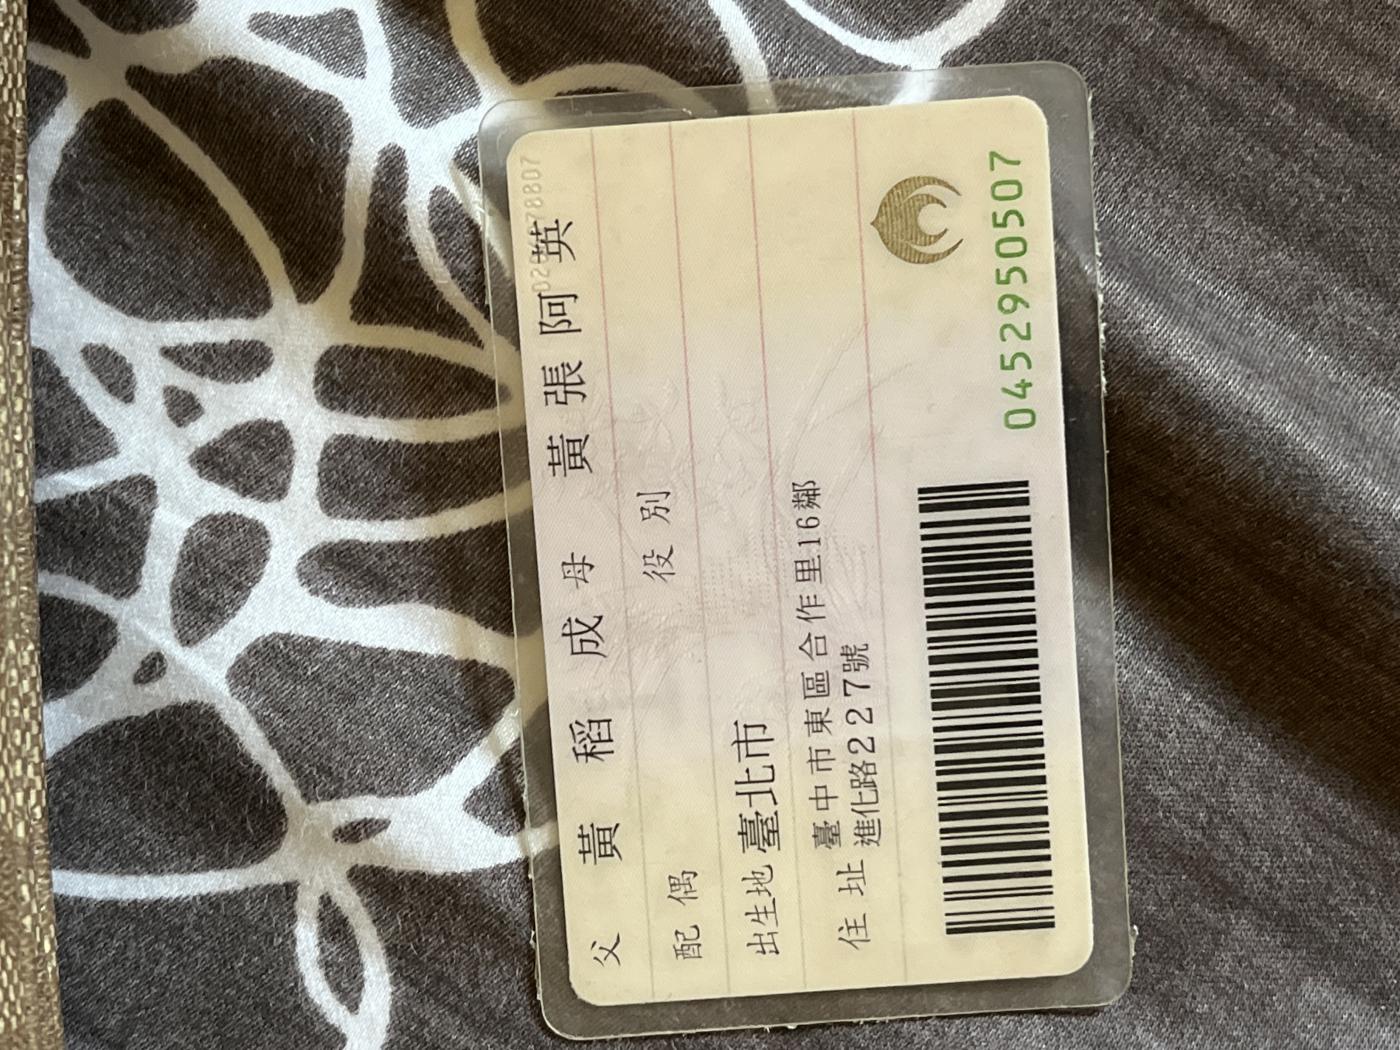 父 黃 稻 成 母 黃 張 阿 英
配 偶 役 別
出生地 臺北市
住 址 臺中市東區合作里16鄰
進化路227號
0452950507